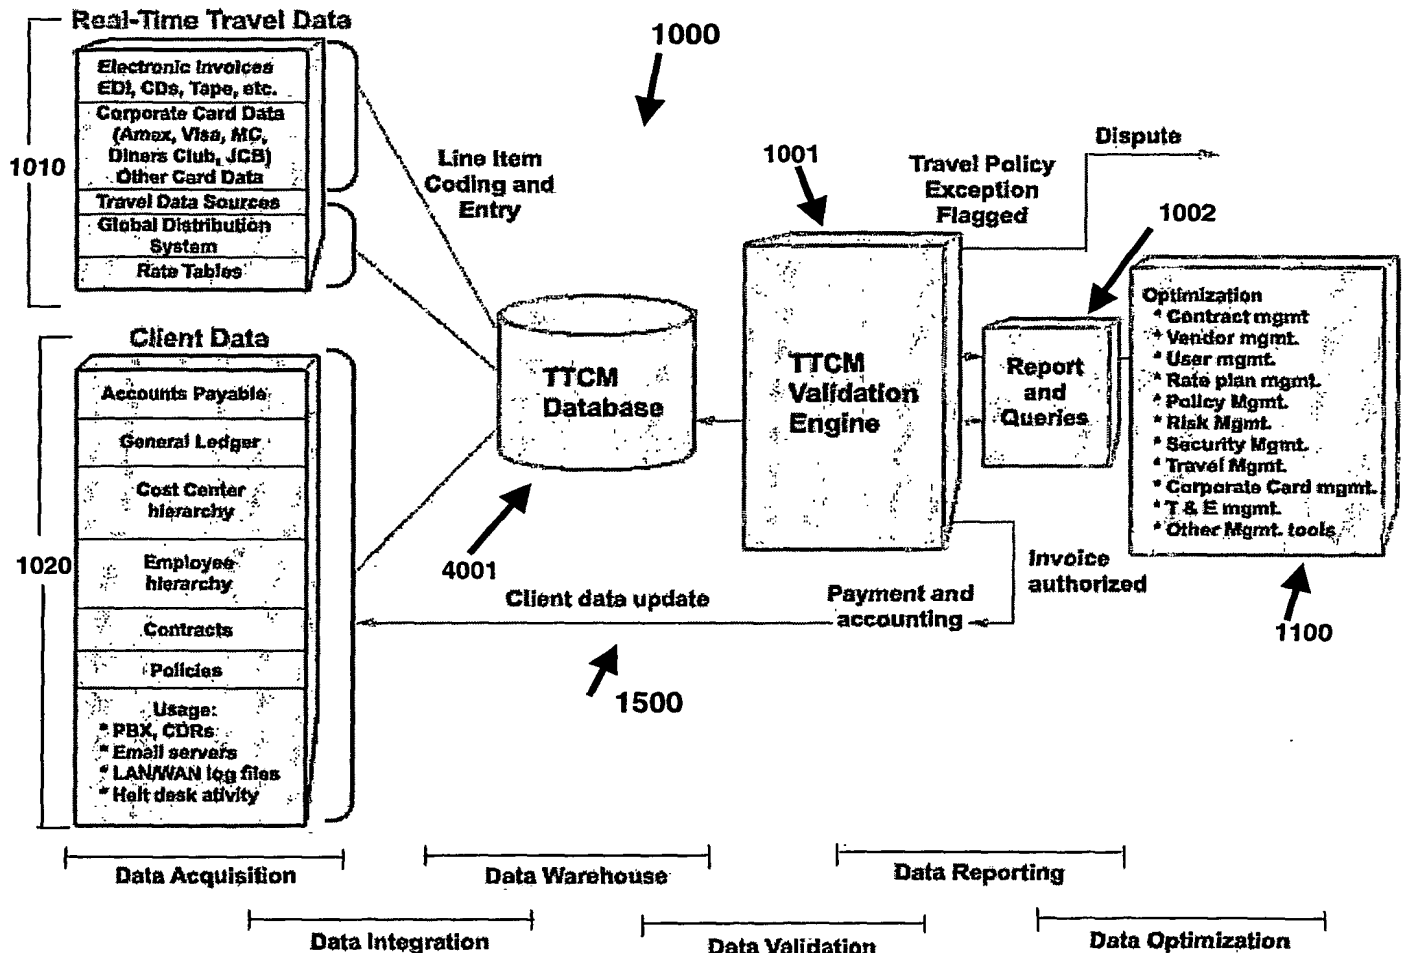 Real-Time Travel Data
Electronic Invoices
EDI, CDs, Tape, etc.
Corporate Card Data
(Amex, Visa, MC,
Diners Club, JCB)
Other Card Data
Travel Data Sources
Global Distribution
System
Rate Tables
1010
Client Data
Accounts Payable
General Ledger
Cost Center
hierarchy
Employee
hierarchy
Contracts
Policies
Usage:
* PBX, CDRs
* Email servers
* LAN/WAN log files
* Helt desk ativity
1020
Line Item
Coding and
Entry
1000
TTCM
Database
4001
1001
TTCM
Validation
Engine
Travel Policy
Exception
Flagged
Dispute
1002
Report
and
Queries
Optimization
* Contract mgmt
* Vendor mgmt.
* User mgmt.
* Rate plan mgmt.
* Policy Mgmt.
* Risk Mgmt.
* Security Mgmt.
* Travel Mgmt.
* Corporate Card mgmt.
* T & E mgmt.
* Other Mgmt. tools
1100
Invoice
authorized
Payment and
accounting
Client data update
1500
Data Acquisition
Data Warehouse
Data Reporting
Data Integration
Data Validation
Data Optimization